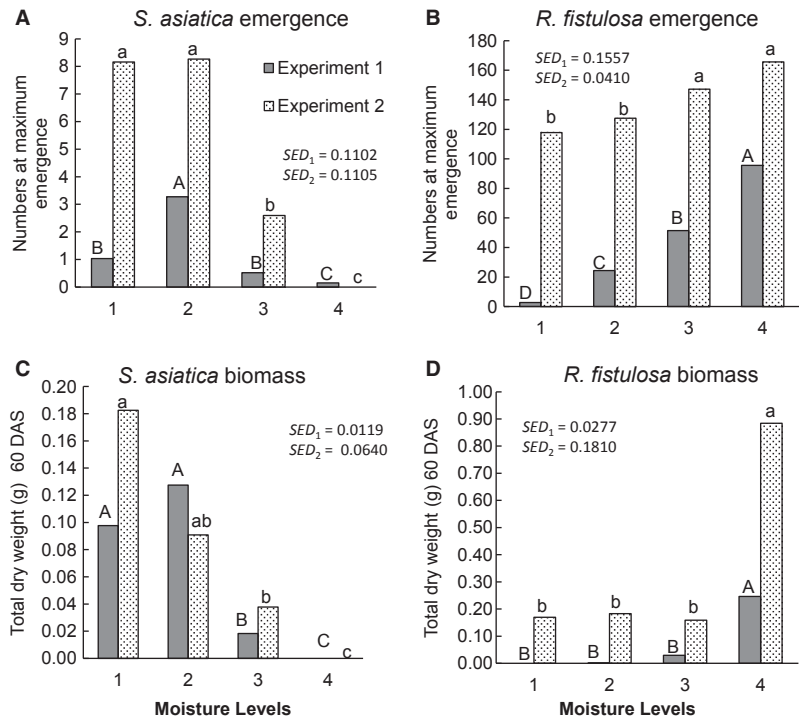 A
S. asiatica emergence
Numbers at maximum
emergence
9
8
7
6
5
4
3
2
1
0
B
a
A
a
B
b
C
c
1
2
3
4
Experiment 1
Experiment 2
SED1 = 0.1102
SED2 = 0.1105
B
R. fistulosa emergence
Numbers at maximum
emergence
180
160
140
120
100
80
60
40
20
0
SED1 = 0.1557
SED2 = 0.0410
D
b
C
b
B
a
A
a
1
2
3
4
C
S. asiatica biomass
Total dry weight (g) 60 DAS
0.20
0.18
0.16
0.14
0.12
0.10
0.08
0.06
0.04
0.02
0.00
SED1 = 0.0119
SED2 = 0.0640
A
a
A
ab
B
b
C
c
1
2
3
4
Moisture Levels
D
R. fistulosa biomass
Total dry weight (g) 60 DAS
1.00
0.90
0.80
0.70
0.60
0.50
0.40
0.30
0.20
0.10
0.00
SED1 = 0.0277
SED2 = 0.1810
B
b
B
b
B
b
A
a
1
2
3
4
Moisture Levels